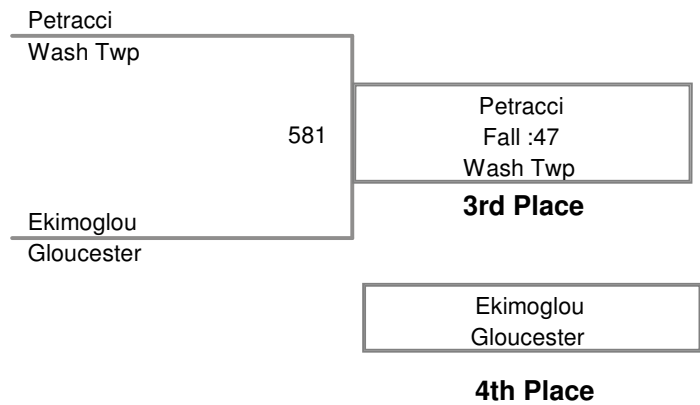 Petracci
Wash Twp
581
Petracci
Fall :47
Wash Twp
3rd Place
Ekimoglou
Gloucester
Ekimoglou
Gloucester
4th Place